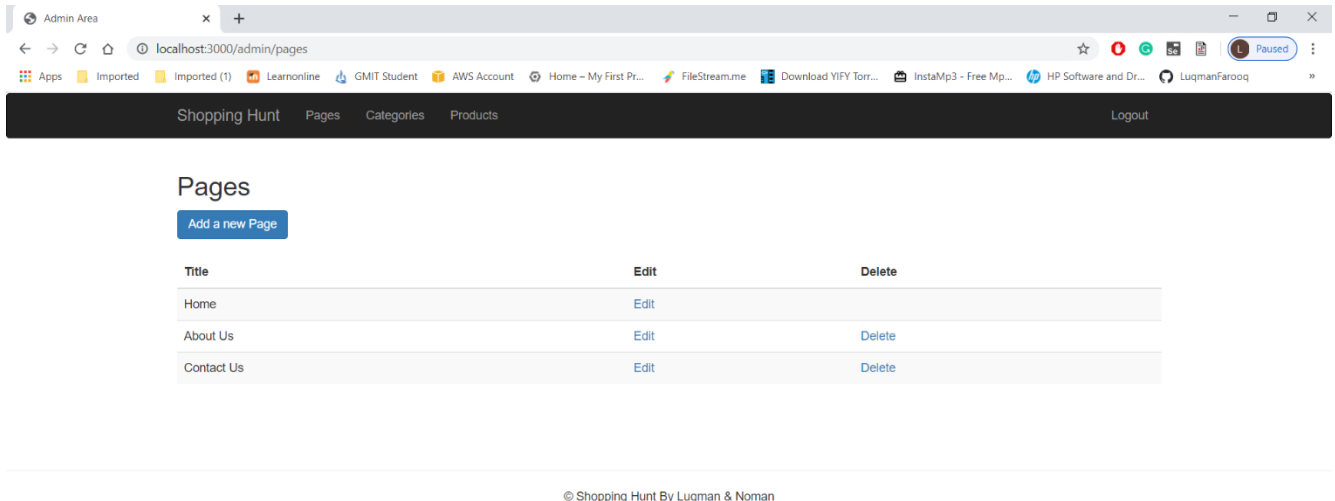 Admin Area
localhost:3000/admin/pages
Paused
Apps Imported Imported (1) Learnonline GMIT Student AWS Account Home – My First Pr... FileStream.me Download YIFY Torr... InstaMp3 - Free Mp... HP Software and Dr... LuqmanFarooq »
Shopping Hunt Pages Categories Products Logout
Pages
Add a new Page
Title Edit Delete
Home Edit
About Us Edit Delete
Contact Us Edit Delete
© Shopping Hunt By Luqman & Noman